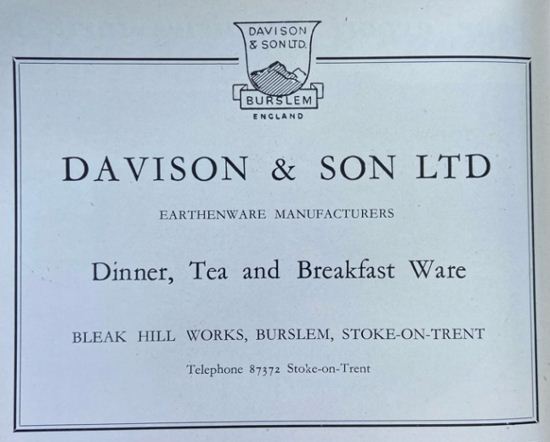 DAVISON
& SON LTD.
BURSLEM
ENGLAND
DAVISON & SON LTD
EARTHENWARE MANUFACTURERS
Dinner, Tea and Breakfast Ware
BLEAK HILL WORKS, BURSLEM, STOKE-ON-TRENT
Telephone 87372 Stoke-on-Trent